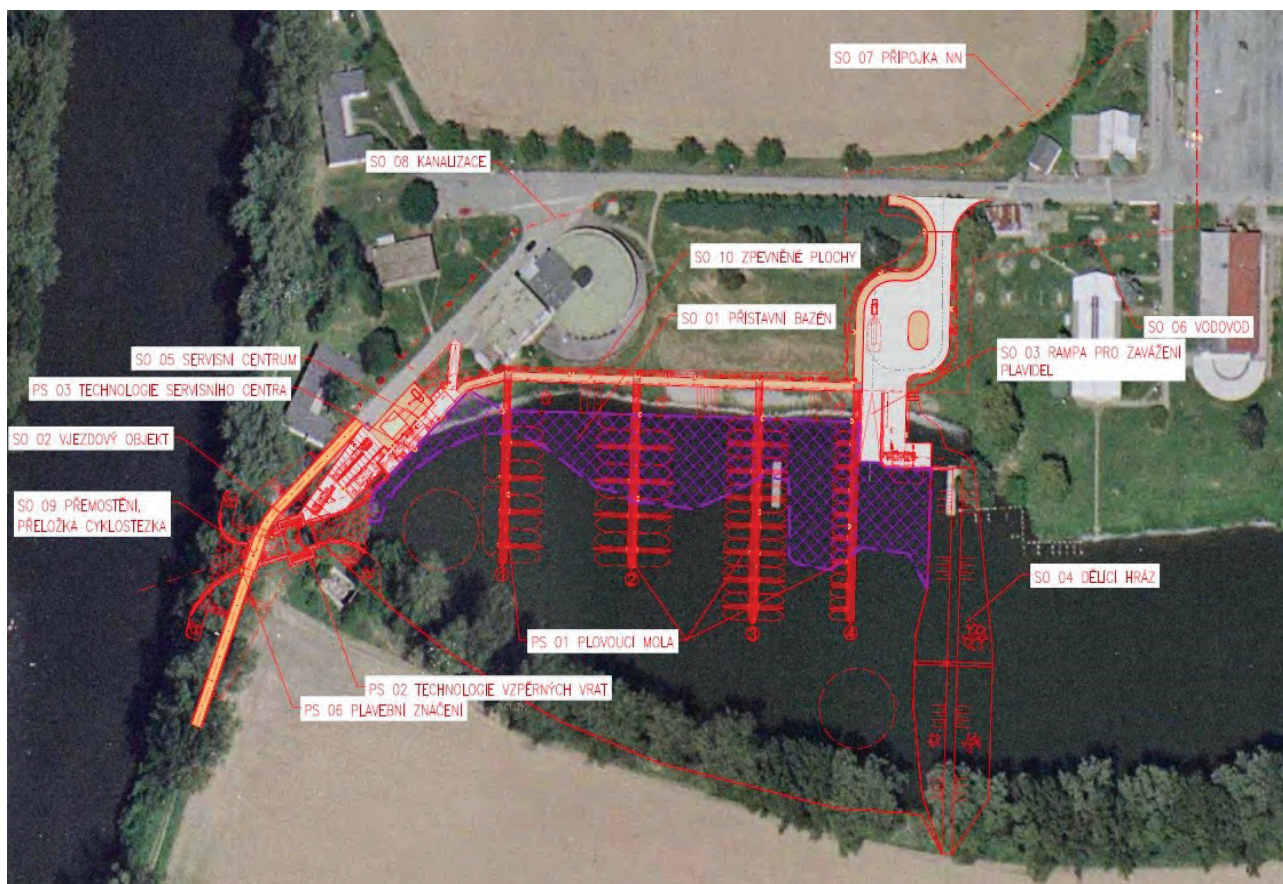 SO 07 PŘÍPOJKA NN
SO 08 KANALIZACE
SO 10 ZPEVNĚNÉ PLOCHY
SO 01 PŘÍSTAVNÍ BAZÉN
SO 06 VODOVOD
SO 05 SERVISNÍ CENTRUM
SO 03 RAMPA PRO ZAVÁŽENÍ
PLAVIDEL
PS 03 TECHNOLOGIE SERVISNÍHO CENTRA
SO 02 VJEZDOVÝ OBJEKT
SO 09 PŘEMOSTĚNÍ,
PŘELOŽKA CYKLOSTEZKA
SO 04 DĚLÍCÍ HRÁZ
1
2
3
4
PS 01 PLOVOUCÍ MOLA
PS 02 TECHNOLOGIE VZPĚRNÝCH VRAT
PS 06 PLAVEBNÍ ZNAČENÍ